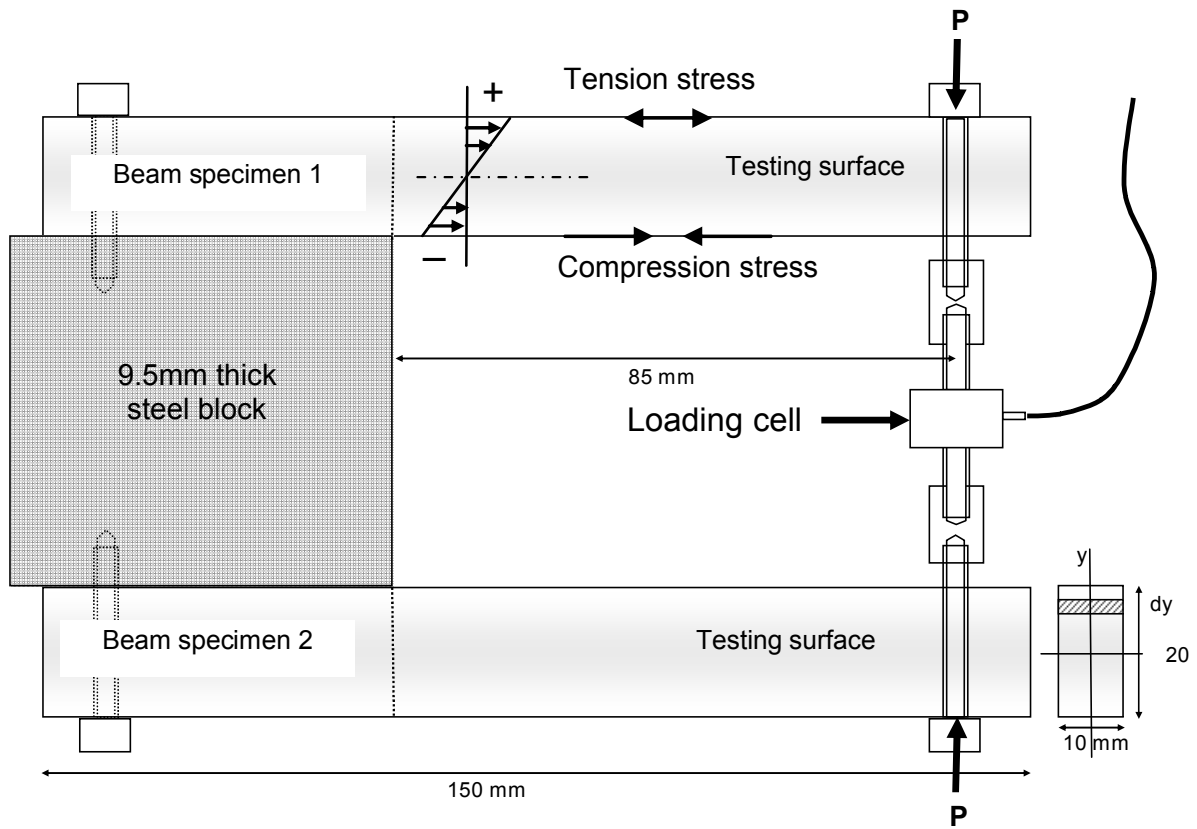 P
Tension stress
+
Beam specimen 1
Testing surface
−
Compression stress
9.5mm thick
steel block
85 mm
Loading cell
y
dy
Beam specimen 2
Testing surface
20
10 mm
150 mm
P